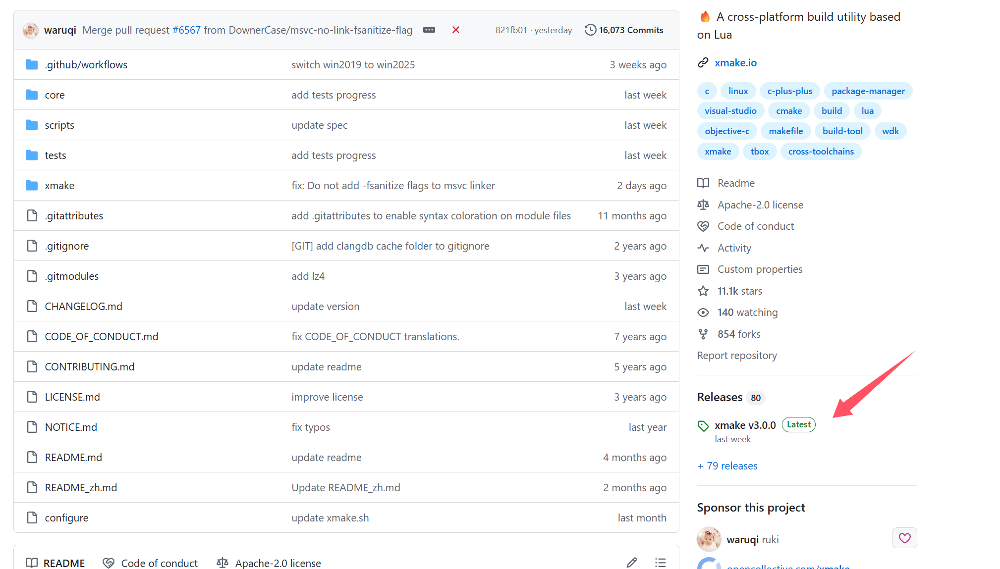 waruqi Merge pull request #6567 from DownerCase/msvc-no-link-fsanitize-flag 821fb01 · yesterday 16,073 Commits
.github/workflows switch win2019 to win2025 3 weeks ago
core add tests progress last week
scripts update spec last week
tests add tests progress last week
xmake fix: Do not add -fsanitize flags to msvc linker 2 days ago
.gitattributes add .gitattributes to enable syntax coloration on module files 11 months ago
.gitignore [GIT] add clangdb cache folder to gitignore 2 years ago
.gitmodules add lz4 3 years ago
CHANGELOG.md update version last week
CODE_OF_CONDUCT.md fix CODE_OF_CONDUCT translations. 7 years ago
CONTRIBUTING.md update readme 5 years ago
LICENSE.md improve license 3 years ago
NOTICE.md fix typos last year
README.md update readme 4 months ago
README_zh.md Update README_zh.md 2 months ago
configure update xmake.sh last month
README Code of conduct Apache-2.0 license
A cross-platform build utility based
on Lua
xmake.io
c linux c-plus-plus package-manager
visual-studio cmake build lua
objective-c makefile build-tool wdk
xmake tbox cross-toolchains
Readme
Apache-2.0 license
Code of conduct
Activity
Custom properties
11.1k stars
140 watching
854 forks
Report repository
Releases 80
xmake v3.0.0 Latest
last week
+ 79 releases
Sponsor this project
waruqi ruki
opencollective.com/xmake